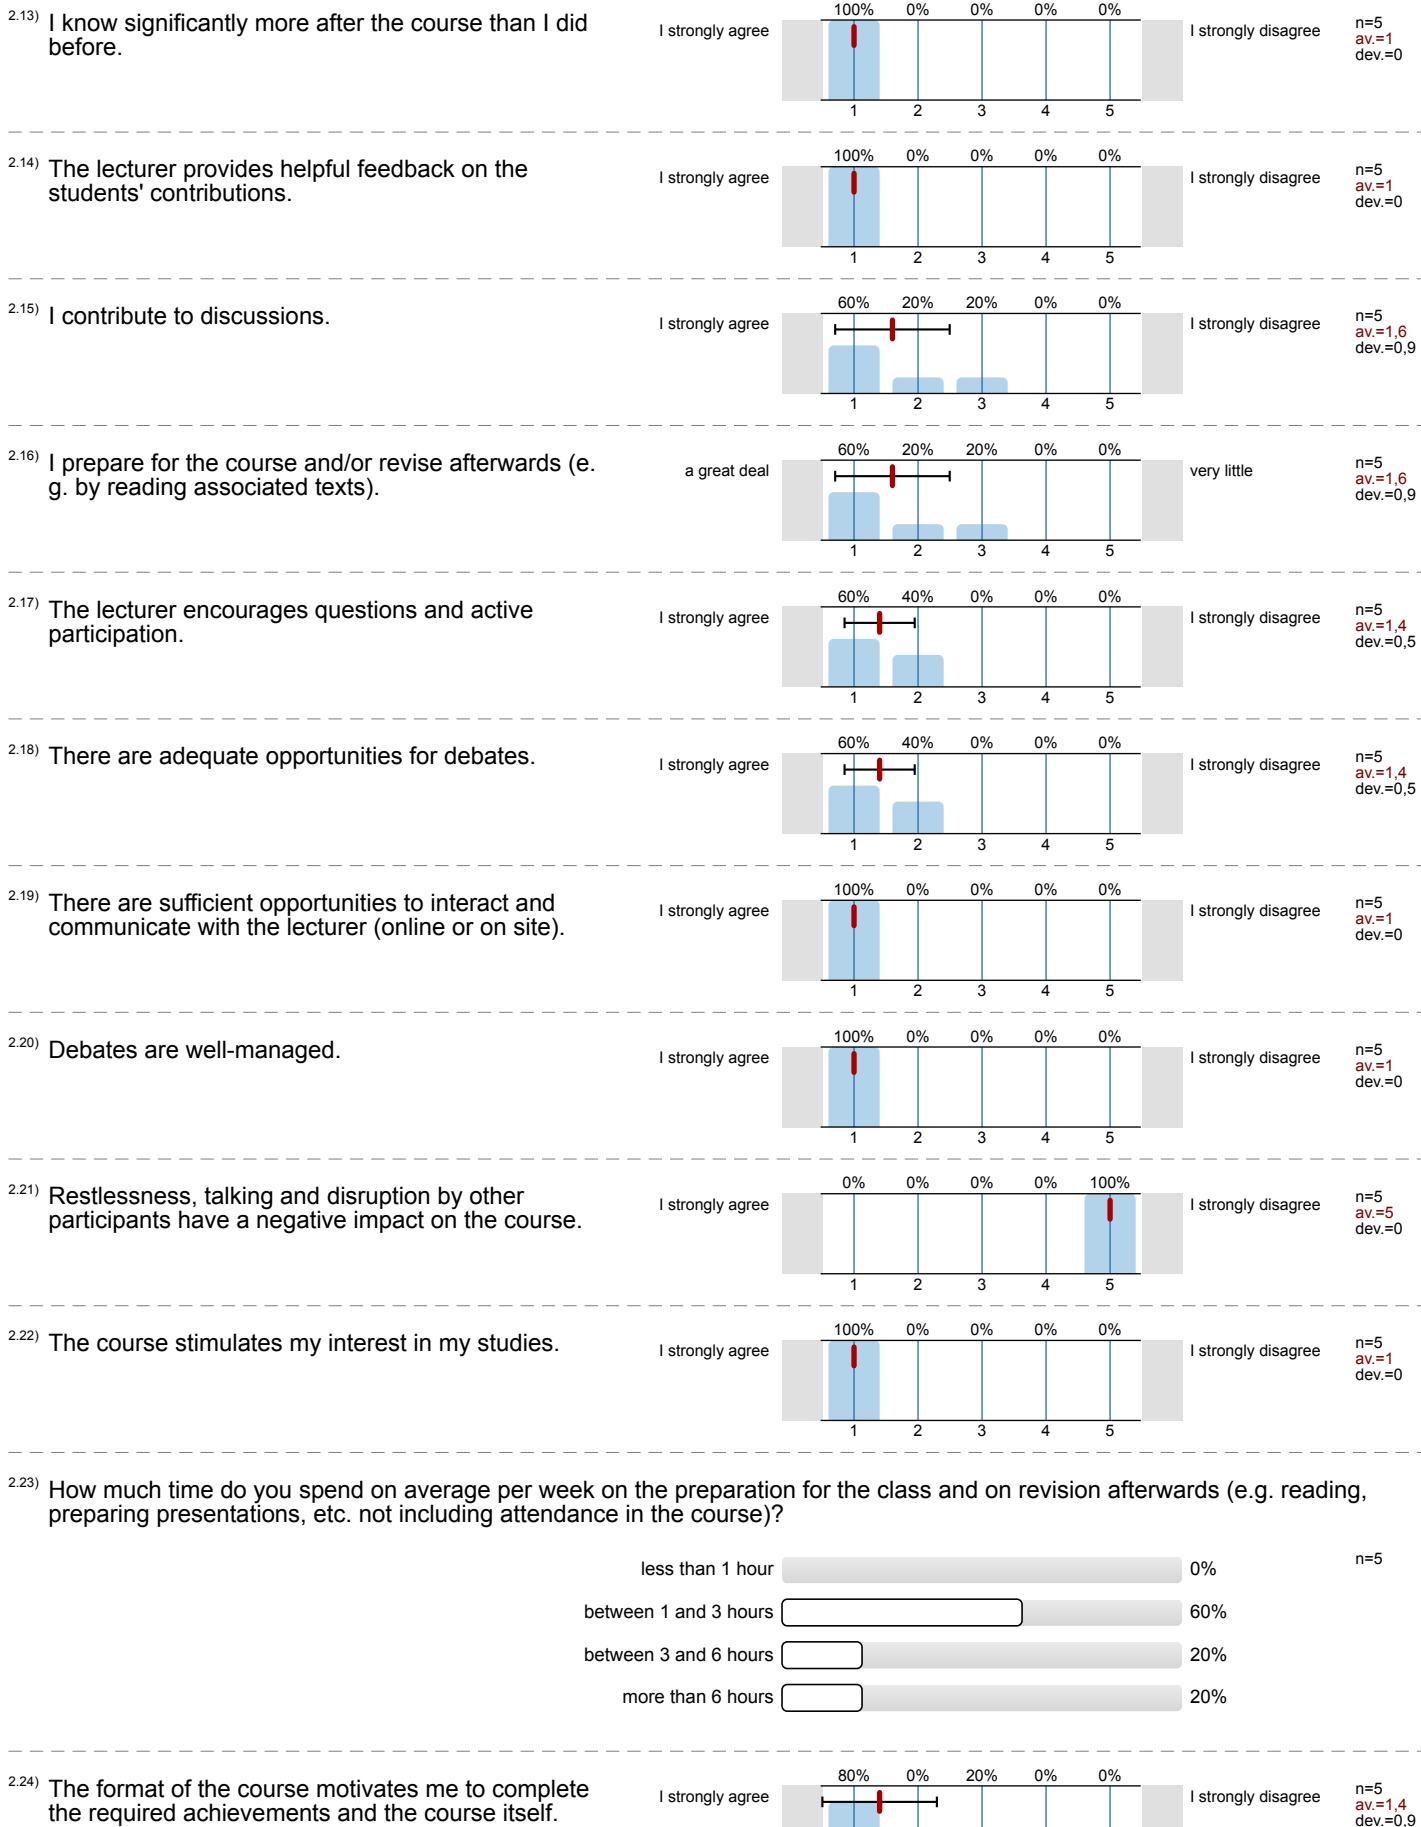 2.13) I know significantly more after the course than I did
before.
I strongly agree
100% 0% 0% 0% 0%
1 2 3 4 5
I strongly disagree
n=5
av.=1
dev.=0
2.14) The lecturer provides helpful feedback on the
students' contributions.
I strongly agree
100% 0% 0% 0% 0%
1 2 3 4 5
I strongly disagree
n=5
av.=1
dev.=0
2.15) I contribute to discussions.
I strongly agree
60% 20% 20% 0% 0%
1 2 3 4 5
I strongly disagree
n=5
av.=1,6
dev.=0,9
2.16) I prepare for the course and/or revise afterwards (e.
g. by reading associated texts).
a great deal
60% 20% 20% 0% 0%
1 2 3 4 5
very little
n=5
av.=1,6
dev.=0,9
2.17) The lecturer encourages questions and active
participation.
I strongly agree
60% 40% 0% 0% 0%
1 2 3 4 5
I strongly disagree
n=5
av.=1,4
dev.=0,5
2.18) There are adequate opportunities for debates.
I strongly agree
60% 40% 0% 0% 0%
1 2 3 4 5
I strongly disagree
n=5
av.=1,4
dev.=0,5
2.19) There are sufficient opportunities to interact and
communicate with the lecturer (online or on site).
I strongly agree
100% 0% 0% 0% 0%
1 2 3 4 5
I strongly disagree
n=5
av.=1
dev.=0
2.20) Debates are well-managed.
I strongly agree
100% 0% 0% 0% 0%
1 2 3 4 5
I strongly disagree
n=5
av.=1
dev.=0
2.21) Restlessness, talking and disruption by other
participants have a negative impact on the course.
I strongly agree
0% 0% 0% 0% 100%
1 2 3 4 5
I strongly disagree
n=5
av.=5
dev.=0
2.22) The course stimulates my interest in my studies.
I strongly agree
100% 0% 0% 0% 0%
1 2 3 4 5
I strongly disagree
n=5
av.=1
dev.=0
2.23) How much time do you spend on average per week on the preparation for the class and on revision afterwards (e.g. reading,
preparing presentations, etc. not including attendance in the course)?
less than 1 hour 0%
n=5
between 1 and 3 hours 60%
between 3 and 6 hours 20%
more than 6 hours 20%
2.24) The format of the course motivates me to complete
the required achievements and the course itself.
I strongly agree
80% 0% 20% 0% 0%
I strongly disagree
n=5
av.=1,4
dev.=0,9